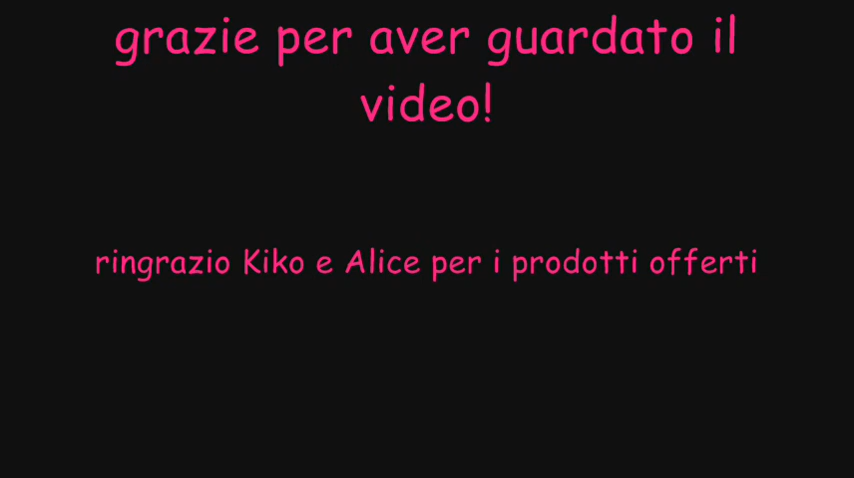 grazie per aver guardato il
video!
ringrazio Kiko e Alice per i prodotti offerti